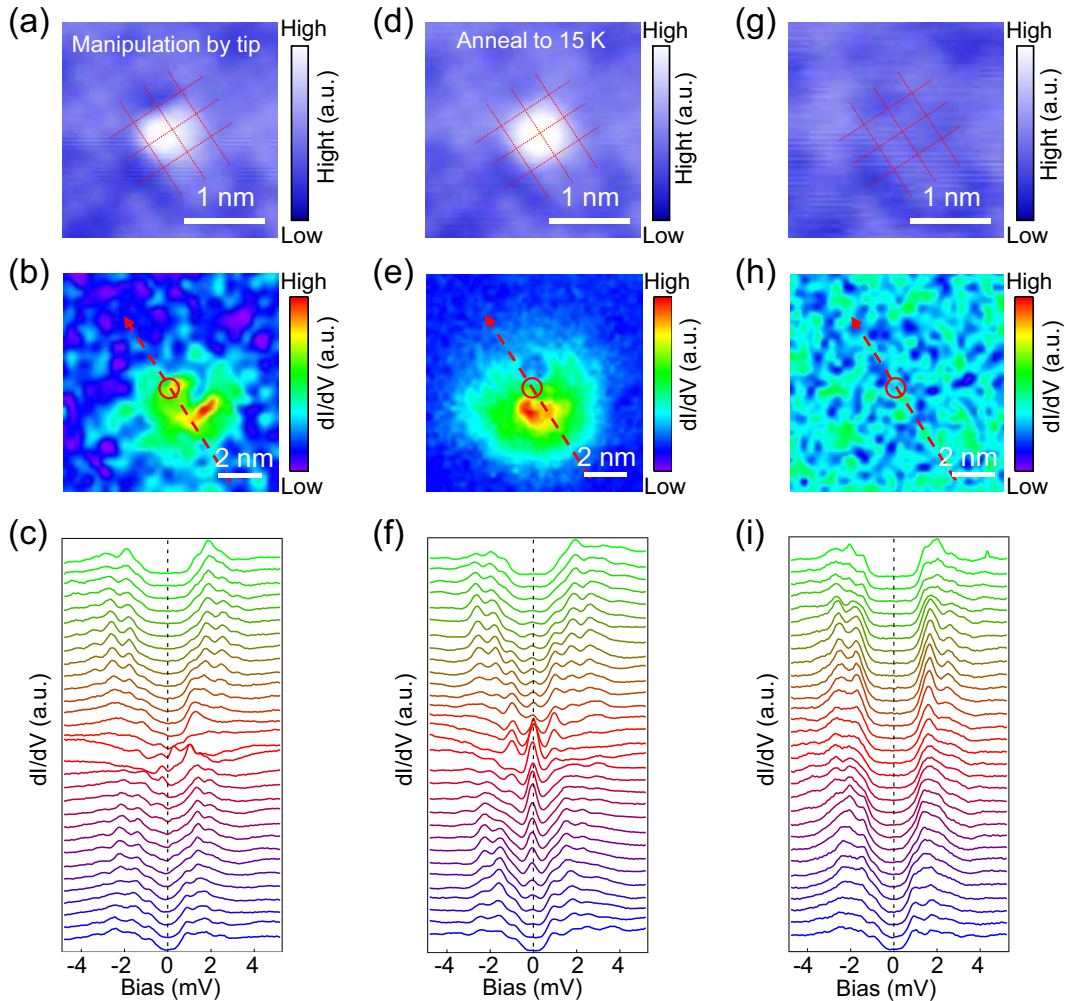 (a)
Manipulation by tip
1 nm
High
Hight (a.u.)
Low
(d)
Anneal to 15 K
1 nm
High
Hight (a.u.)
Low
(g)
1 nm
High
Hight (a.u.)
Low
(b)
2 nm
High
dI/dV (a.u.)
Low
(e)
2 nm
High
dI/dV (a.u.)
Low
(h)
2 nm
High
dI/dV (a.u.)
Low
(c)
dI/dV (a.u.)
-4 -2 0 2 4
Bias (mV)
(f)
dI/dV (a.u.)
-4 -2 0 2 4
Bias (mV)
(i)
dI/dV (a.u.)
-4 -2 0 2 4
Bias (mV)